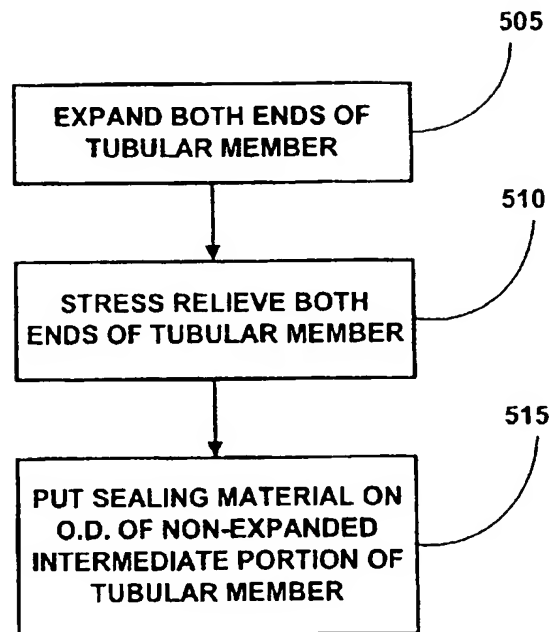 505
EXPAND BOTH ENDS OF
TUBULAR MEMBER
510
STRESS RELIEVE BOTH
ENDS OF TUBULAR MEMBER
515
PUT SEALING MATERIAL ON
O.D. OF NON-EXPANDED
INTERMEDIATE PORTION OF
TUBULAR MEMBER